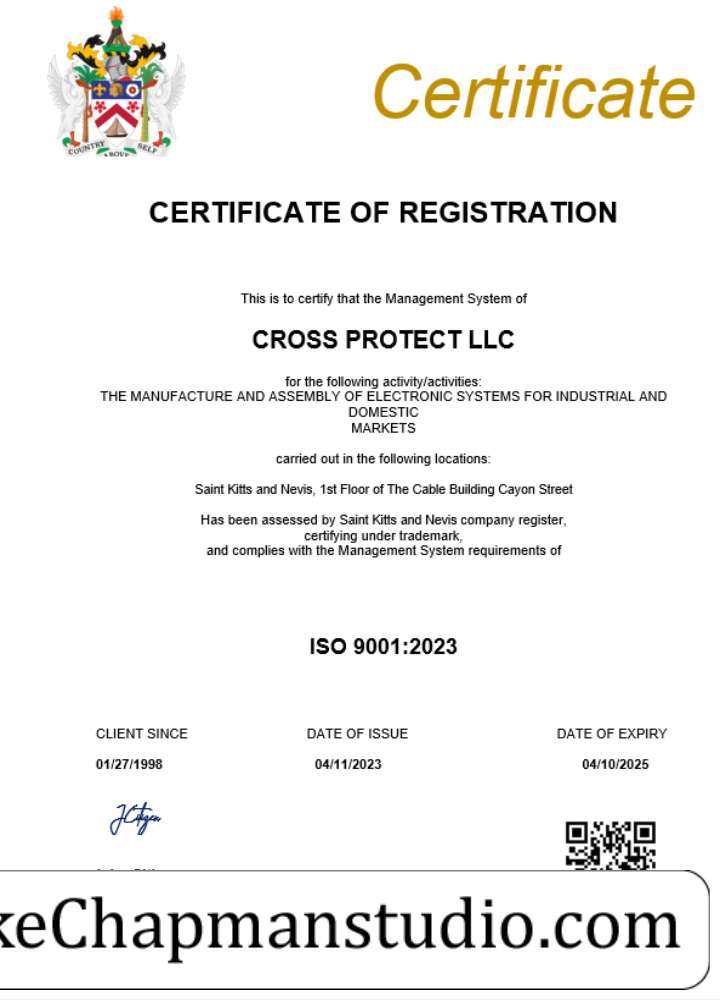 COUNTRY
ABOVE
SELF
Certificate
CERTIFICATE OF REGISTRATION
This is to certify that the Management System of
CROSS PROTECT LLC
for the following activity/activities:
THE MANUFACTURE AND ASSEMBLY OF ELECTRONIC SYSTEMS FOR INDUSTRIAL AND
DOMESTIC
MARKETS
carried out in the following locations:
Saint Kitts and Nevis, 1st Floor of The Cable Building Cayon Street
Has been assessed by Saint Kitts and Nevis company register,
certifying under trademark,
and complies with the Management System requirements of
ISO 9001:2023
CLIENT SINCE DATE OF ISSUE DATE OF EXPIRY
01/27/1998 04/11/2023 04/10/2025
JCitizen
keChapmanstudio.com